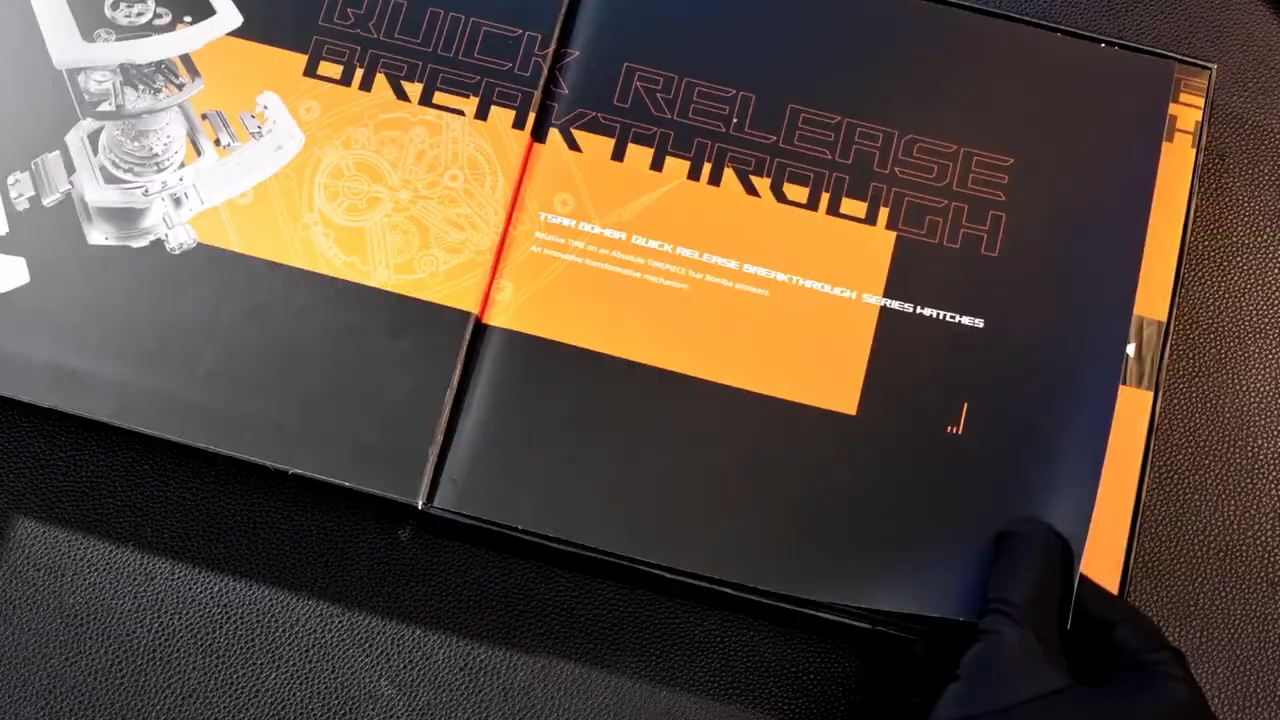 QUICK RELEASE
BREAKTHROUGH
TSAR BOMBA QUICK RELEASE BREAKTHROUGH SERIES WATCHES
Relative TIME on an Absolute TIMEPIECE Tsar Bomba pioneers
An innovative transformative mechanism.
E
H